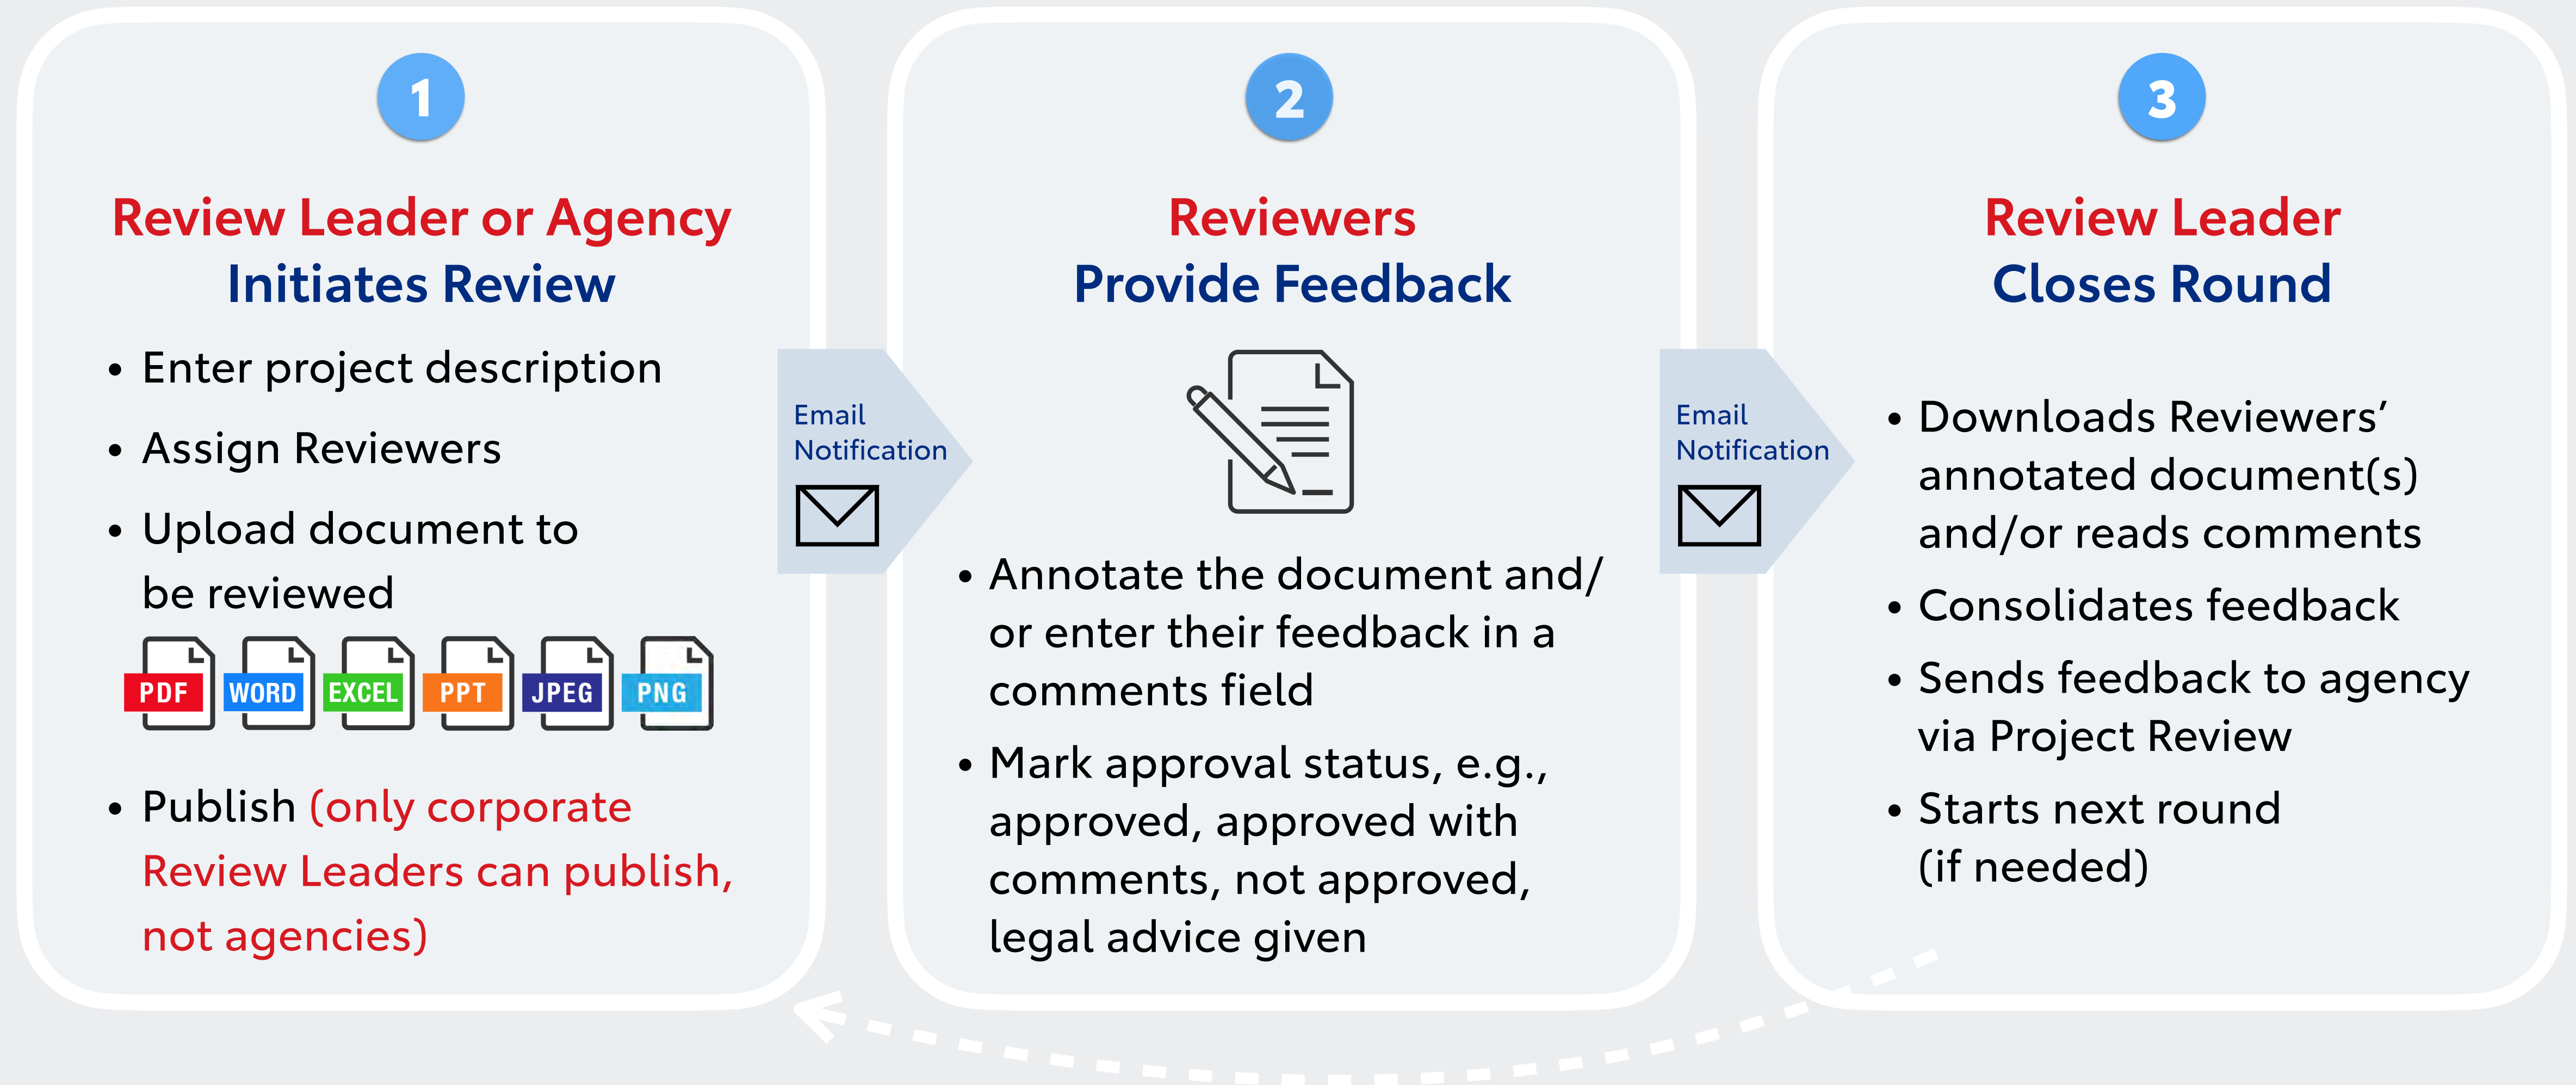 1
Review Leader or Agency
Initiates Review
• Enter project description
• Assign Reviewers
• Upload document to
be reviewed
PDF WORD EXCEL PPT JPEG PNG
• Publish (only corporate
Review Leaders can publish,
not agencies)
Email
Notification
2
Reviewers
Provide Feedback
• Annotate the document and/
or enter their feedback in a
comments field
• Mark approval status, e.g.,
approved, approved with
comments, not approved,
legal advice given
Email
Notification
3
Review Leader
Closes Round
• Downloads Reviewers’
annotated document(s)
and/or reads comments
• Consolidates feedback
• Sends feedback to agency
via Project Review
• Starts next round
(if needed)